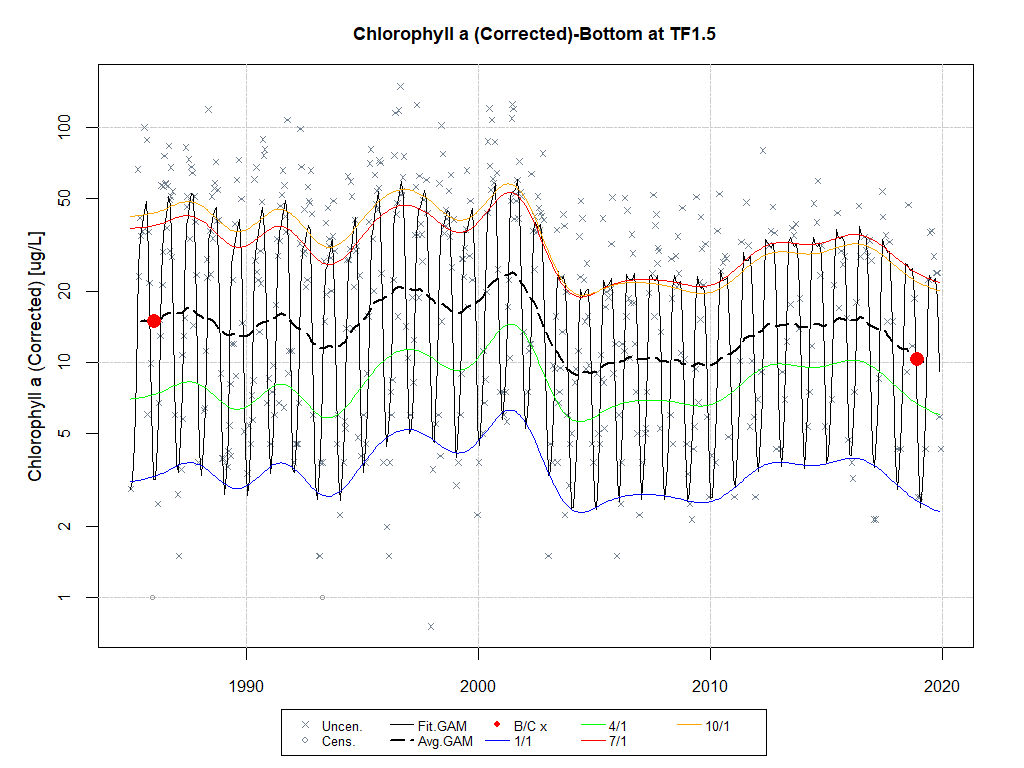 Chlorophyll a (Corrected)-Bottom at TF1.5
Chlorophyll a (Corrected) [ug/L]
100
50
20
10
5
2
1
1990 2000 2010 2020
Uncen. Fit.GAM B/C x 4/1 10/1
Cens. Avg.GAM 1/1 7/1